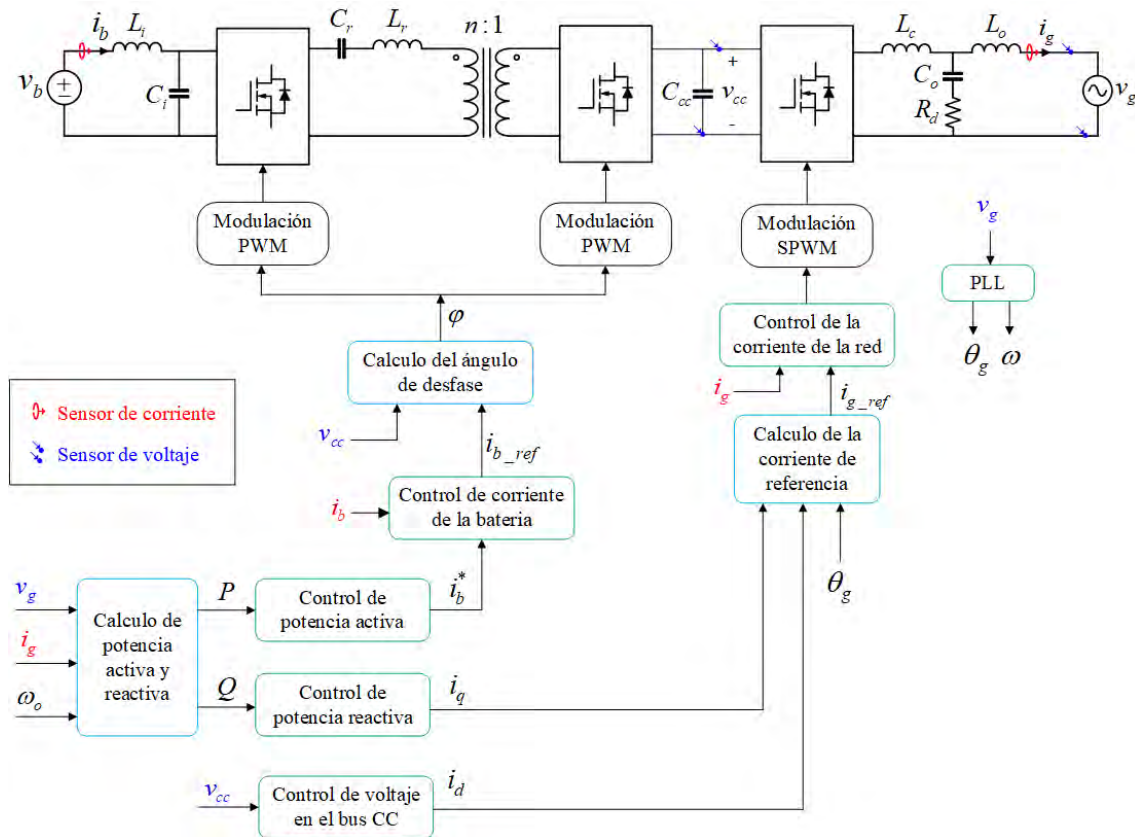 i_b
L_i
C_r
L_r
n:1
L_c
L_o
i_g
v_b
C_i
C_cc
+
v_cc
-
C_o
R_d
v_g
Modulación
PWM
Modulación
PWM
Modulación
SPWM
v_g
PLL
θ_g
ω
φ
Control de la
corriente de la red
Calculo del ángulo
de desfase
i_g
i_g_ref
Sensor de corriente
Sensor de voltaje
v_cc
i_b_ref
Calculo de la
corriente de
referencia
i_b
Control de corriente
de la bateria
θ_g
v_g
i_g
ω_o
Calculo de
potencia
activa y
reactiva
P
Control de
potencia activa
i_b^*
Q
Control de
potencia reactiva
i_q
v_cc
Control de voltaje
en el bus CC
i_d